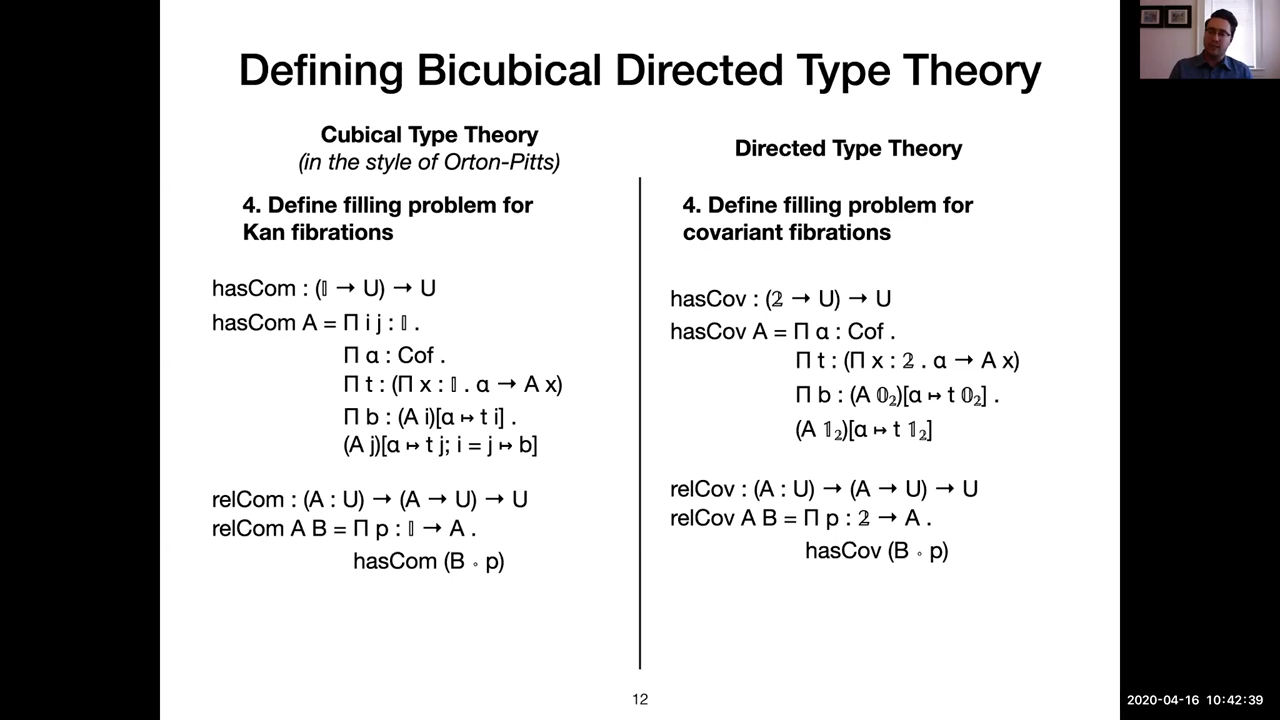 Defining Bicubical Directed Type Theory
Cubical Type Theory
(in the style of Orton-Pitts)
4. Define filling problem for
Kan fibrations
hasCom : (𝕀 → U) → U
hasCom A = Π i j : 𝕀 .
Π α : Cof .
Π t : (Π x : 𝕀 . α → A x)
Π b : (A i)[α ↦ t i] .
(A j)[α ↦ t j; i = j ↦ b]
relCom : (A : U) → (A → U) → U
relCom A B = Π p : 𝕀 → A .
hasCom (B ∘ p)
Directed Type Theory
4. Define filling problem for
covariant fibrations
hasCov : (𝟚 → U) → U
hasCov A = Π α : Cof .
Π t : (Π x : 𝟚 . α → A x)
Π b : (A 𝟘₂)[α ↦ t 𝟘₂] .
(A 𝟙₂)[α ↦ t 𝟙₂]
relCov : (A : U) → (A → U) → U
relCov A B = Π p : 𝟚 → A .
hasCov (B ∘ p)
12
2020-04-16 10:42:39